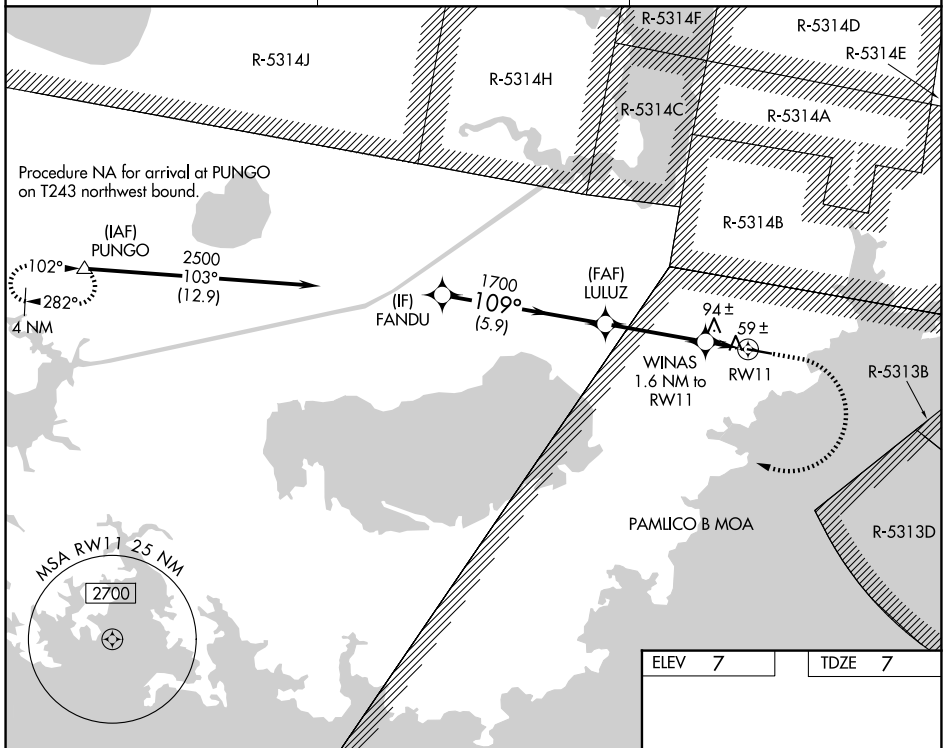 R-5314F
R-5314D
R-5314J
R-5314E
R-5314H
R-5314C
R-5314A
Procedure NA for arrival at PUNGO
on T243 northwest bound.
R-5314B
(IAF)
PUNGO
102°
2500
103°
(12.9)
282°
4 NM
(IF)
FANDU
1700
109°
(5.9)
(FAF)
LULUZ
94 ±
59 ±
WINAS
1.6 NM to
RW11
RW11
R-5313B
PAMLICO B MOA
R-5313D
MSA RW11 25 NM
2700
ELEV 7
TDZE 7